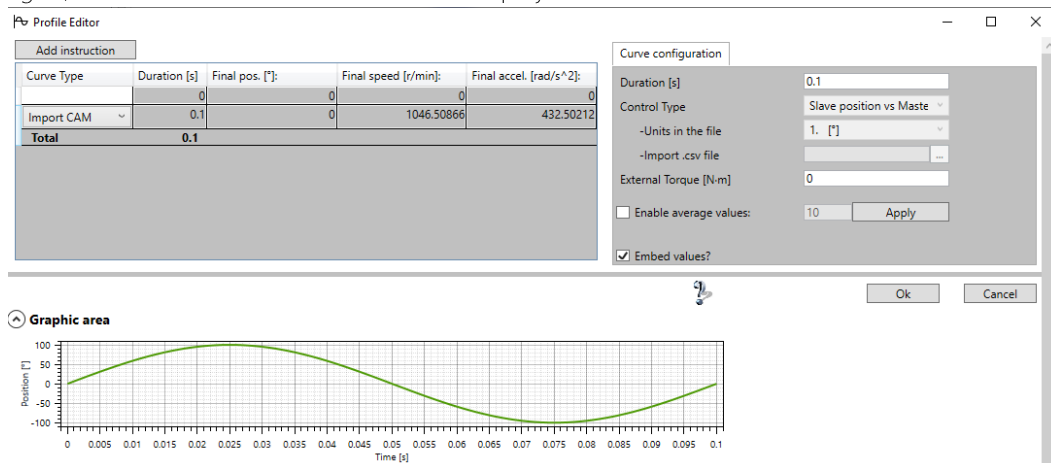 Profile Editor
Add instruction
Curve Type Duration [s] Final pos. [°]: Final speed [r/min]: Final accel. [rad/s^2]:
0 0 0 0
Import CAM 0.1 0 1046.50866 432.50212
Total 0.1
Curve configuration
Duration [s] 0.1
Control Type Slave position vs Maste
-Units in the file 1. [°]
-Import .csv file ...
External Torque [N·m] 0
Enable average values: 10 Apply
Embed values?
Ok Cancel
Graphic area
Position [°]
100
50
0
-50
-100
0 0.005 0.01 0.015 0.02 0.025 0.03 0.035 0.04 0.045 0.05 0.055 0.06 0.065 0.07 0.075 0.08 0.085 0.09 0.095 0.1
Time [s]